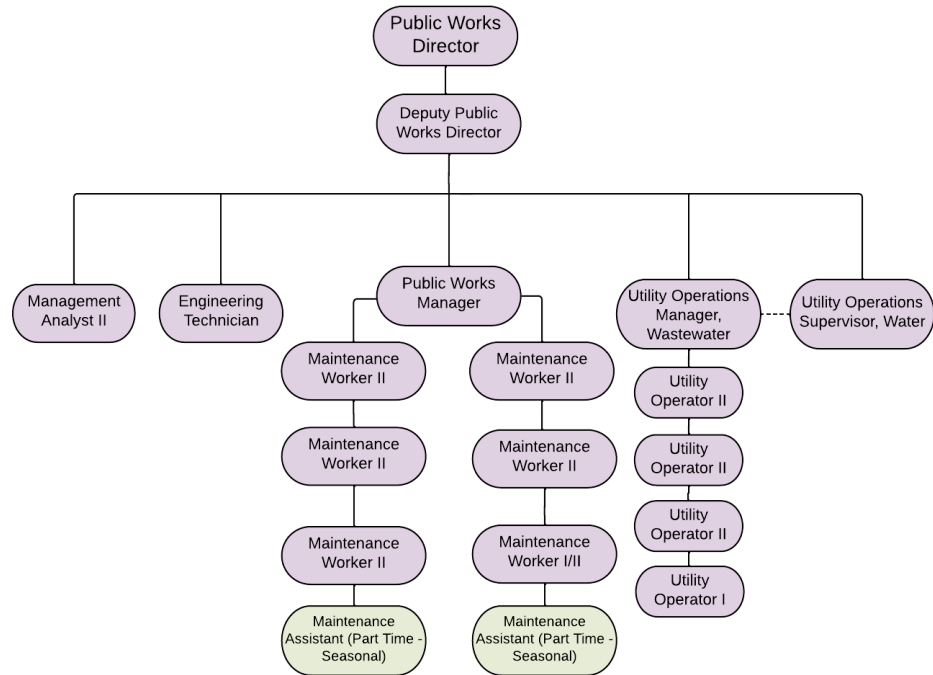 Public Works
Director
Deputy Public
Works Director
Management
Analyst II
Engineering
Technician
Public Works
Manager
Utility Operations
Manager,
Wastewater
Utility Operations
Supervisor, Water
Maintenance
Worker II
Maintenance
Worker II
Maintenance
Worker II
Maintenance
Assistant (Part Time -
Seasonal)
Maintenance
Worker II
Maintenance
Worker II
Maintenance
Worker I/II
Maintenance
Assistant (Part Time -
Seasonal)
Utility
Operator II
Utility
Operator II
Utility
Operator II
Utility
Operator I